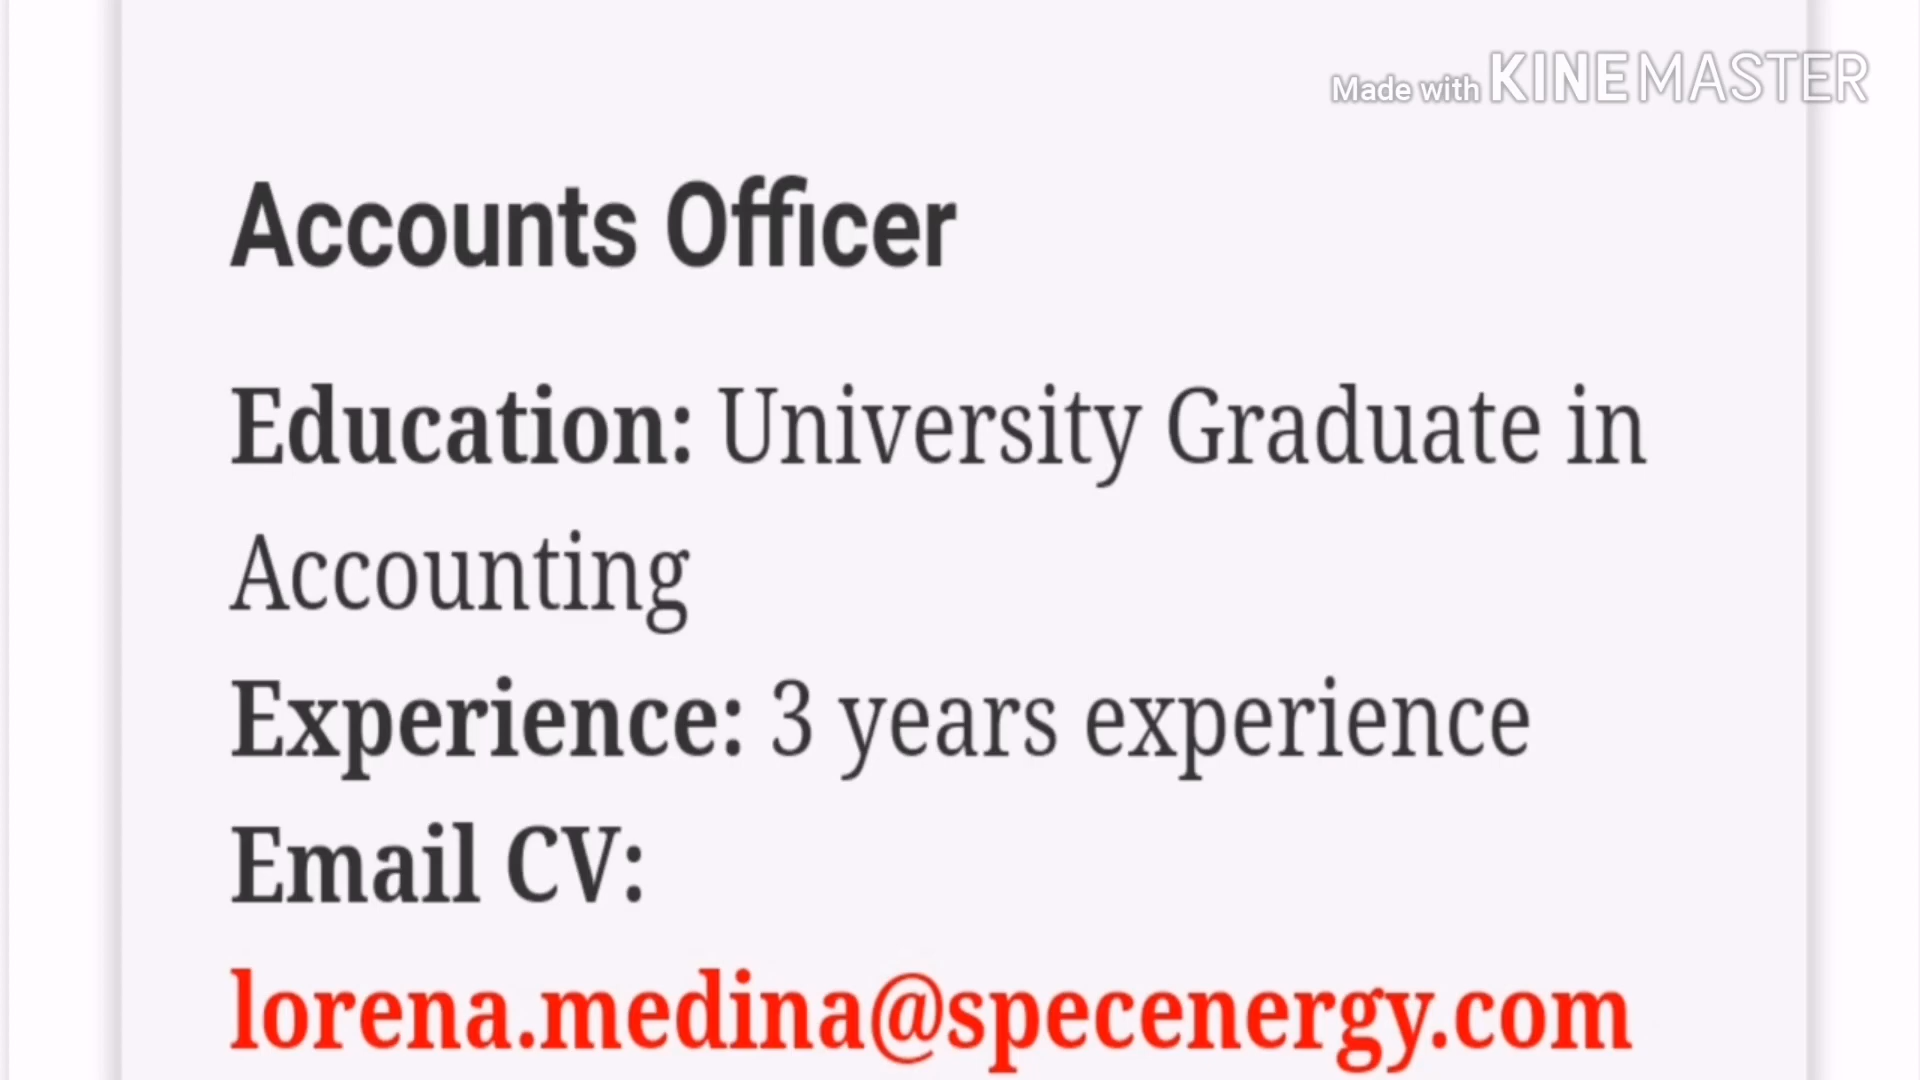 Made with KINEMASTER
Accounts Officer
Education: University Graduate in
Accounting
Experience: 3 years experience
Email CV:
lorena.medina@specenergy.com